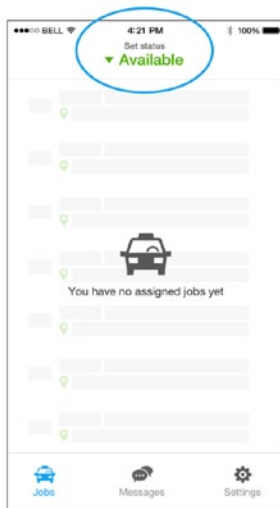 BELL 4:21 PM 100%
Set status
Available
You have no assigned jobs yet
Jobs Messages Settings